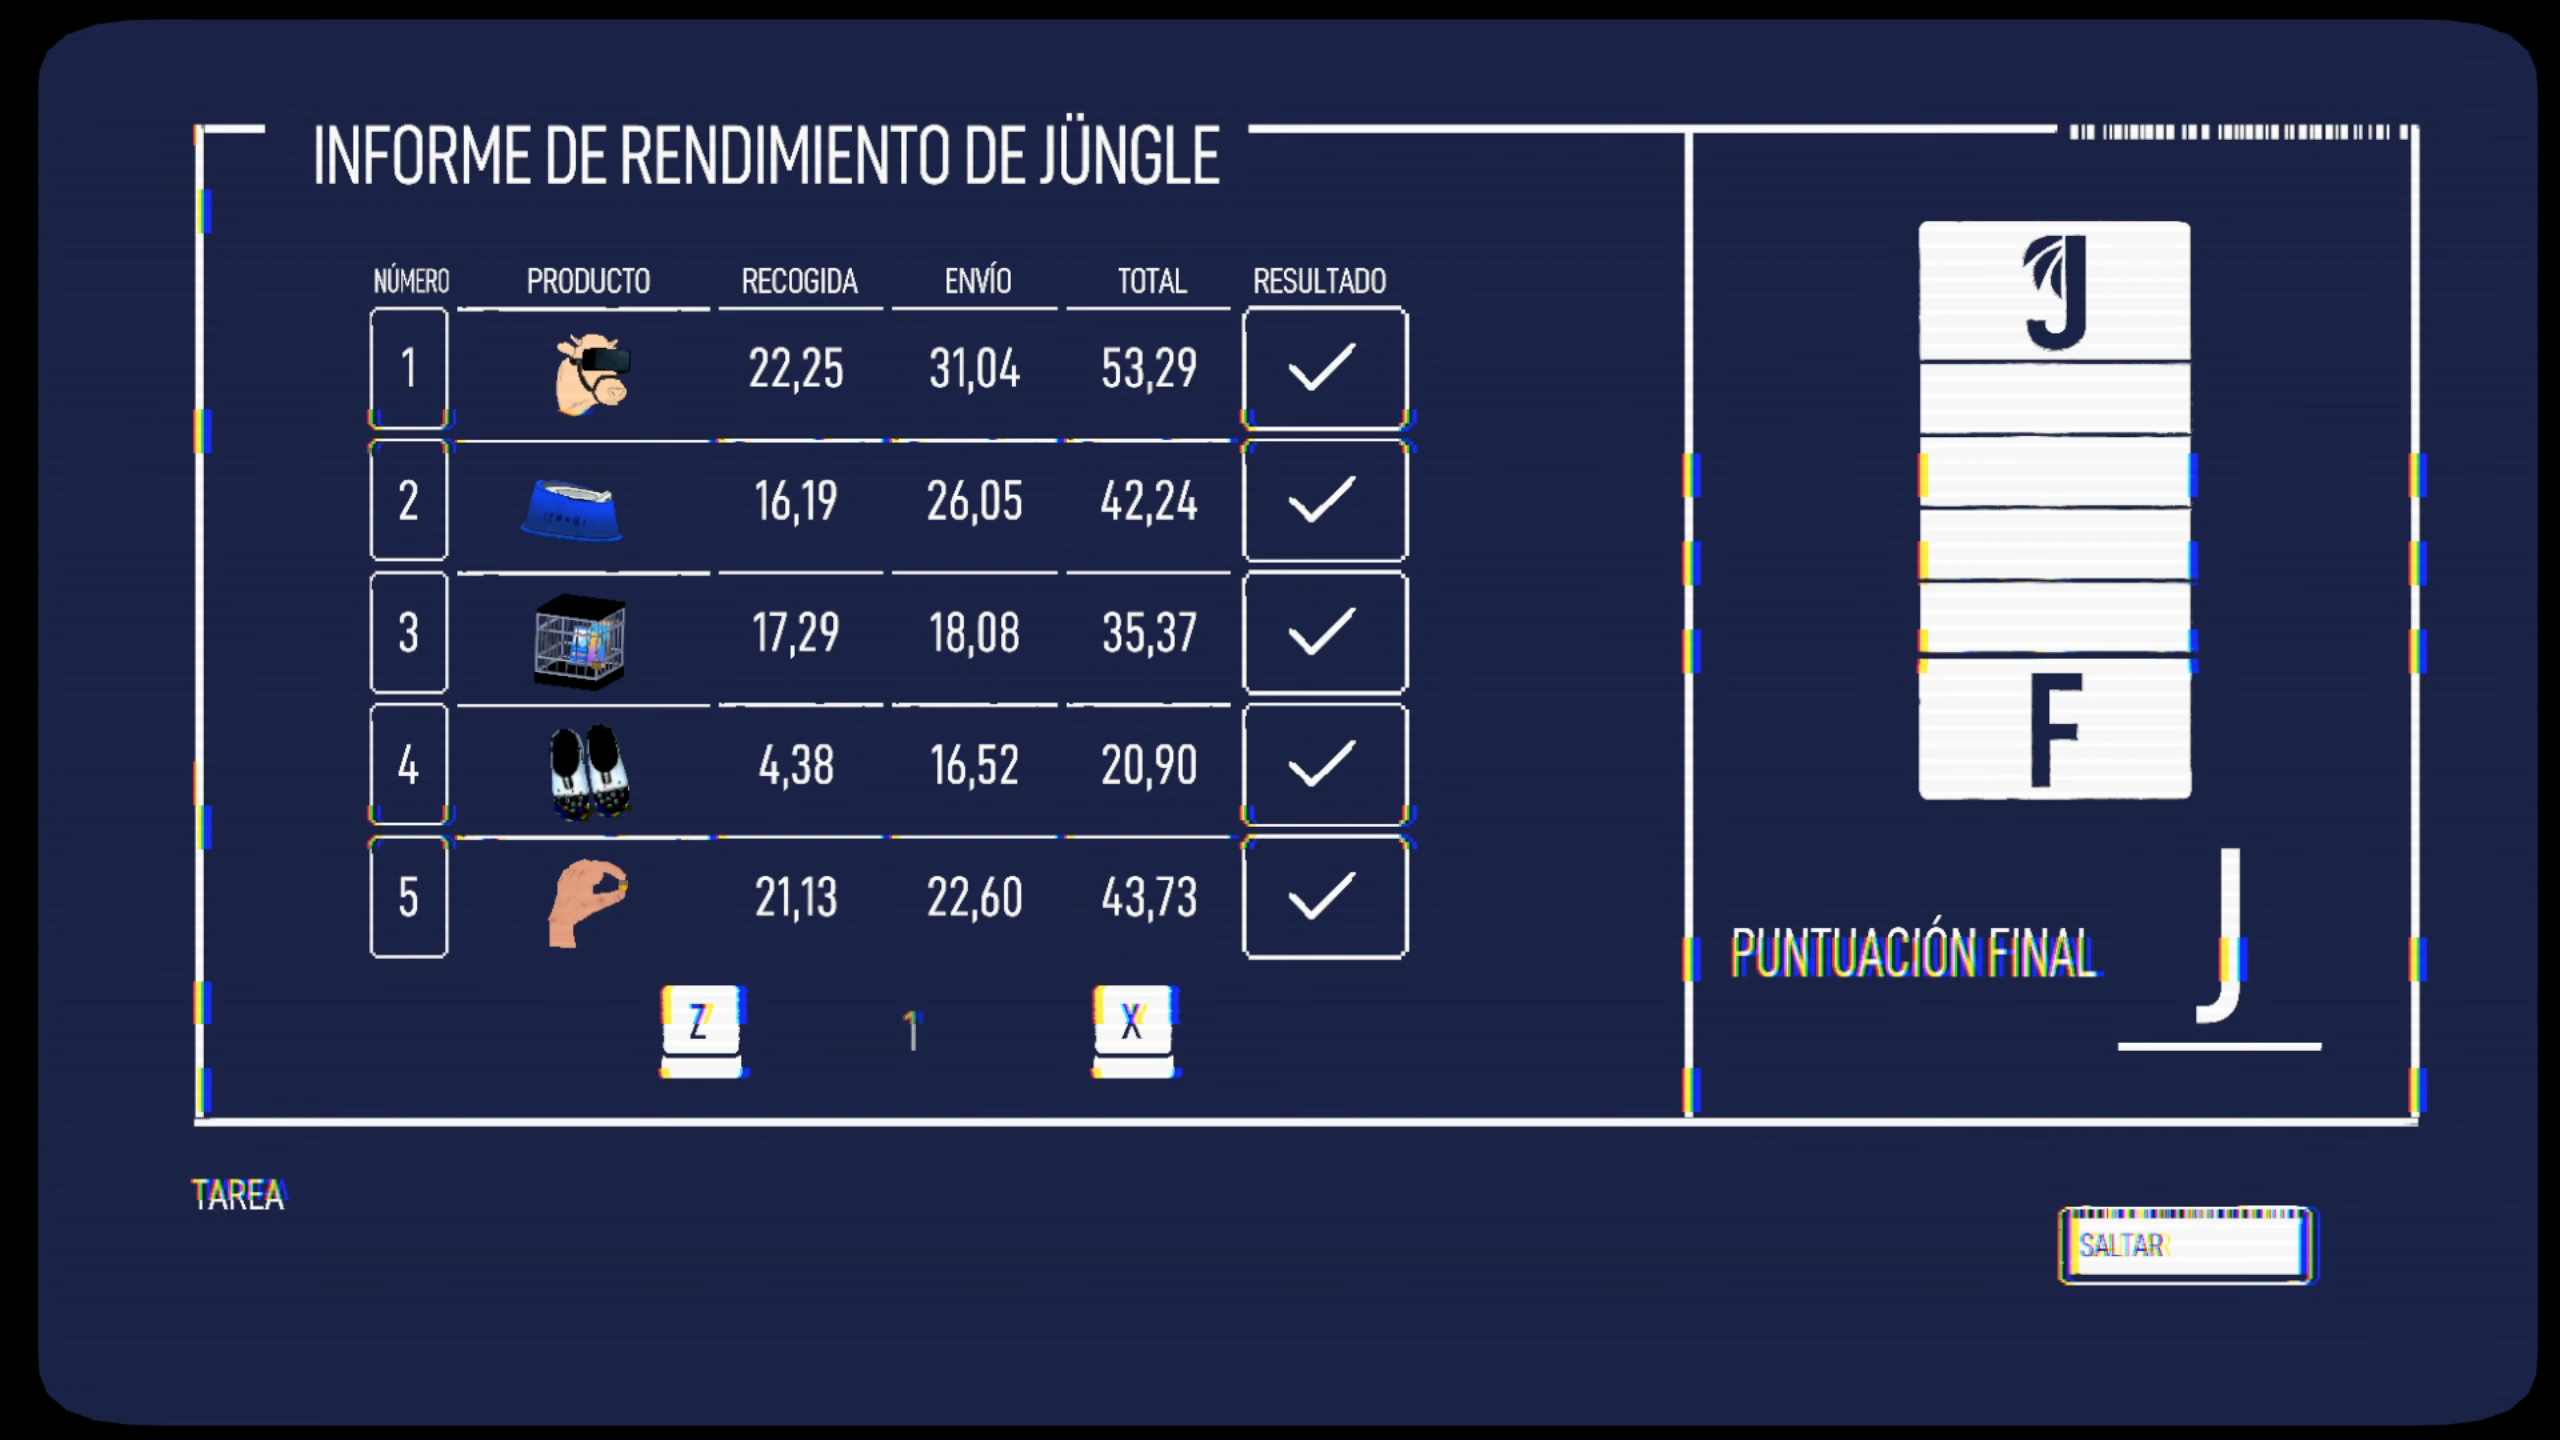 INFORME DE RENDIMIENTO DE JÜNGLE
NÚMERO PRODUCTO RECOGIDA ENVÍO TOTAL RESULTADO
1 22,25 31,04 53,29
2 16,19 26,05 42,24
3 17,29 18,08 35,37
4 4,38 16,52 20,90
5 21,13 22,60 43,73
Z 1 X
J
F
PUNTUACIÓN FINAL J
TAREA
SALTAR